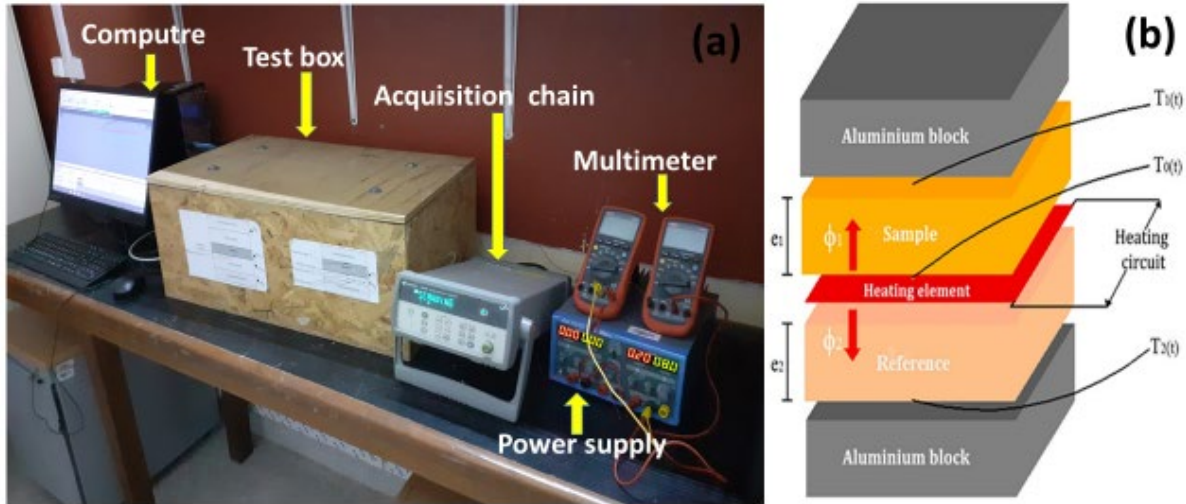 (a)
Computre
Test box
Acquisition chain
Multimeter
Power supply
(b)
Aluminium block
T₁(t)
T₀(t)
e₁
ϕ₁
Sample
Heating circuit
Heating element
ϕ₂
e₂
Reference
T₂(t)
Aluminium block